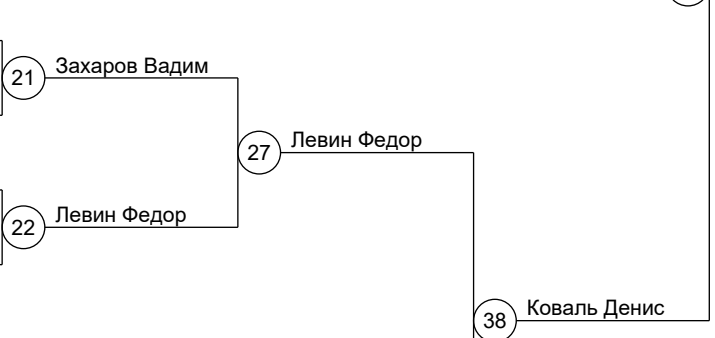 21 Захаров Вадим
27 Левин Федор
22 Левин Федор
38 Коваль Денис